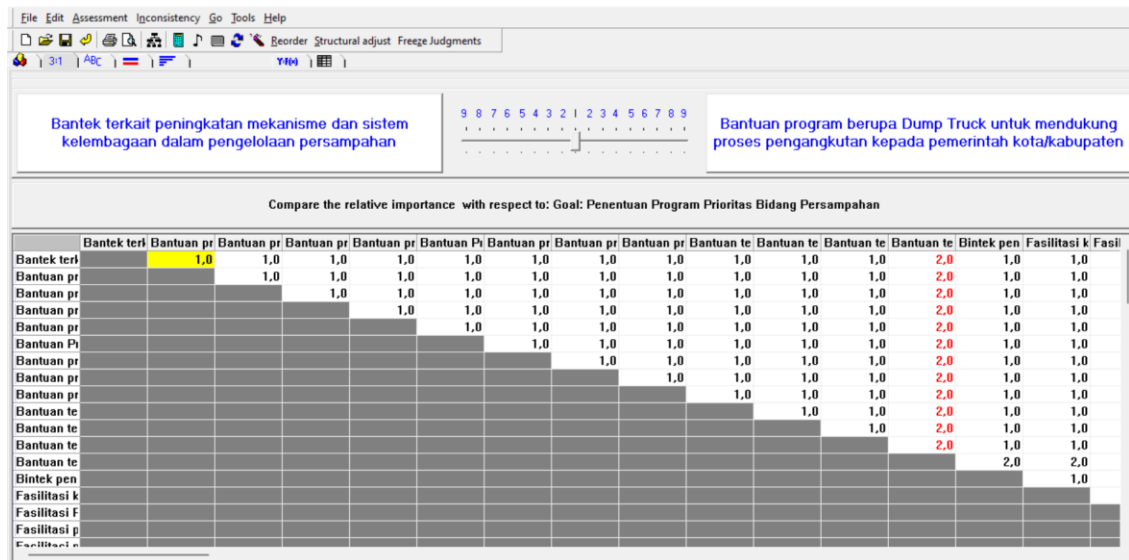 File Edit Assessment Inconsistency Go Tools Help
Reorder Structural adjust Freeze Judgments
3:1 ABC Y=f(x)
Bantek terkait peningkatan mekanisme dan sistem
kelembagaan dalam pengelolaan persampahan
9 8 7 6 5 4 3 2 1 2 3 4 5 6 7 8 9
Bantuan program berupa Dump Truck untuk mendukung
proses pengangkutan kepada pemerintah kota/kabupaten
Compare the relative importance with respect to: Goal: Penentuan Program Prioritas Bidang Persampahan
Bantek terk Bantuan pr Bantuan pr Bantuan pr Bantuan pr Bantuan Pr Bantuan pr Bantuan pr Bantuan pr Bantuan te Bantuan te Bantuan te Bantuan te Bintek pen Fasilitasi k Fasil
Bantek terk 1,0 1,0 1,0 1,0 1,0 1,0 1,0 1,0 1,0 1,0 1,0 2,0 1,0 1,0
Bantuan pr 1,0 1,0 1,0 1,0 1,0 1,0 1,0 1,0 1,0 1,0 2,0 1,0 1,0
Bantuan pr 1,0 1,0 1,0 1,0 1,0 1,0 1,0 1,0 1,0 2,0 1,0 1,0
Bantuan pr 1,0 1,0 1,0 1,0 1,0 1,0 1,0 1,0 2,0 1,0 1,0
Bantuan pr 1,0 1,0 1,0 1,0 1,0 1,0 1,0 2,0 1,0 1,0
Bantuan Pr 1,0 1,0 1,0 1,0 1,0 1,0 2,0 1,0 1,0
Bantuan pr 1,0 1,0 1,0 1,0 1,0 2,0 1,0 1,0
Bantuan pr 1,0 1,0 1,0 1,0 2,0 1,0 1,0
Bantuan pr 1,0 1,0 1,0 2,0 1,0 1,0
Bantuan te 1,0 1,0 2,0 1,0 1,0
Bantuan te 1,0 2,0 1,0 1,0
Bantuan te 2,0 1,0 1,0
Bantuan te 2,0 2,0
Bintek pen 1,0
Fasilitasi k
Fasilitasi F
Fasilitasi p
Fasilitasi n